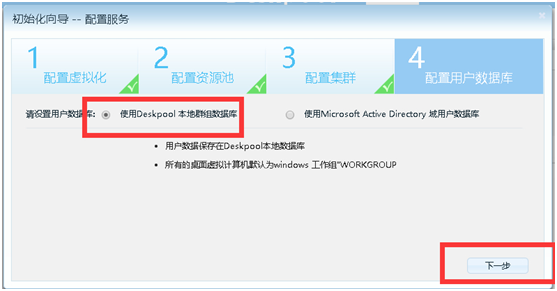 初始化向导 -- 配置服务
1 2 3 4
配置虚拟化 配置资源池 配置集群 配置用户数据库
请设置用户数据库: 使用Deskpool 本地群组数据库 使用Microsoft Active Directory 域用户数据库
• 用户数据保存在Deskpool本地数据库
• 所有的桌面虚拟计算机默认为windows 工作组"WORKGROUP
下一步